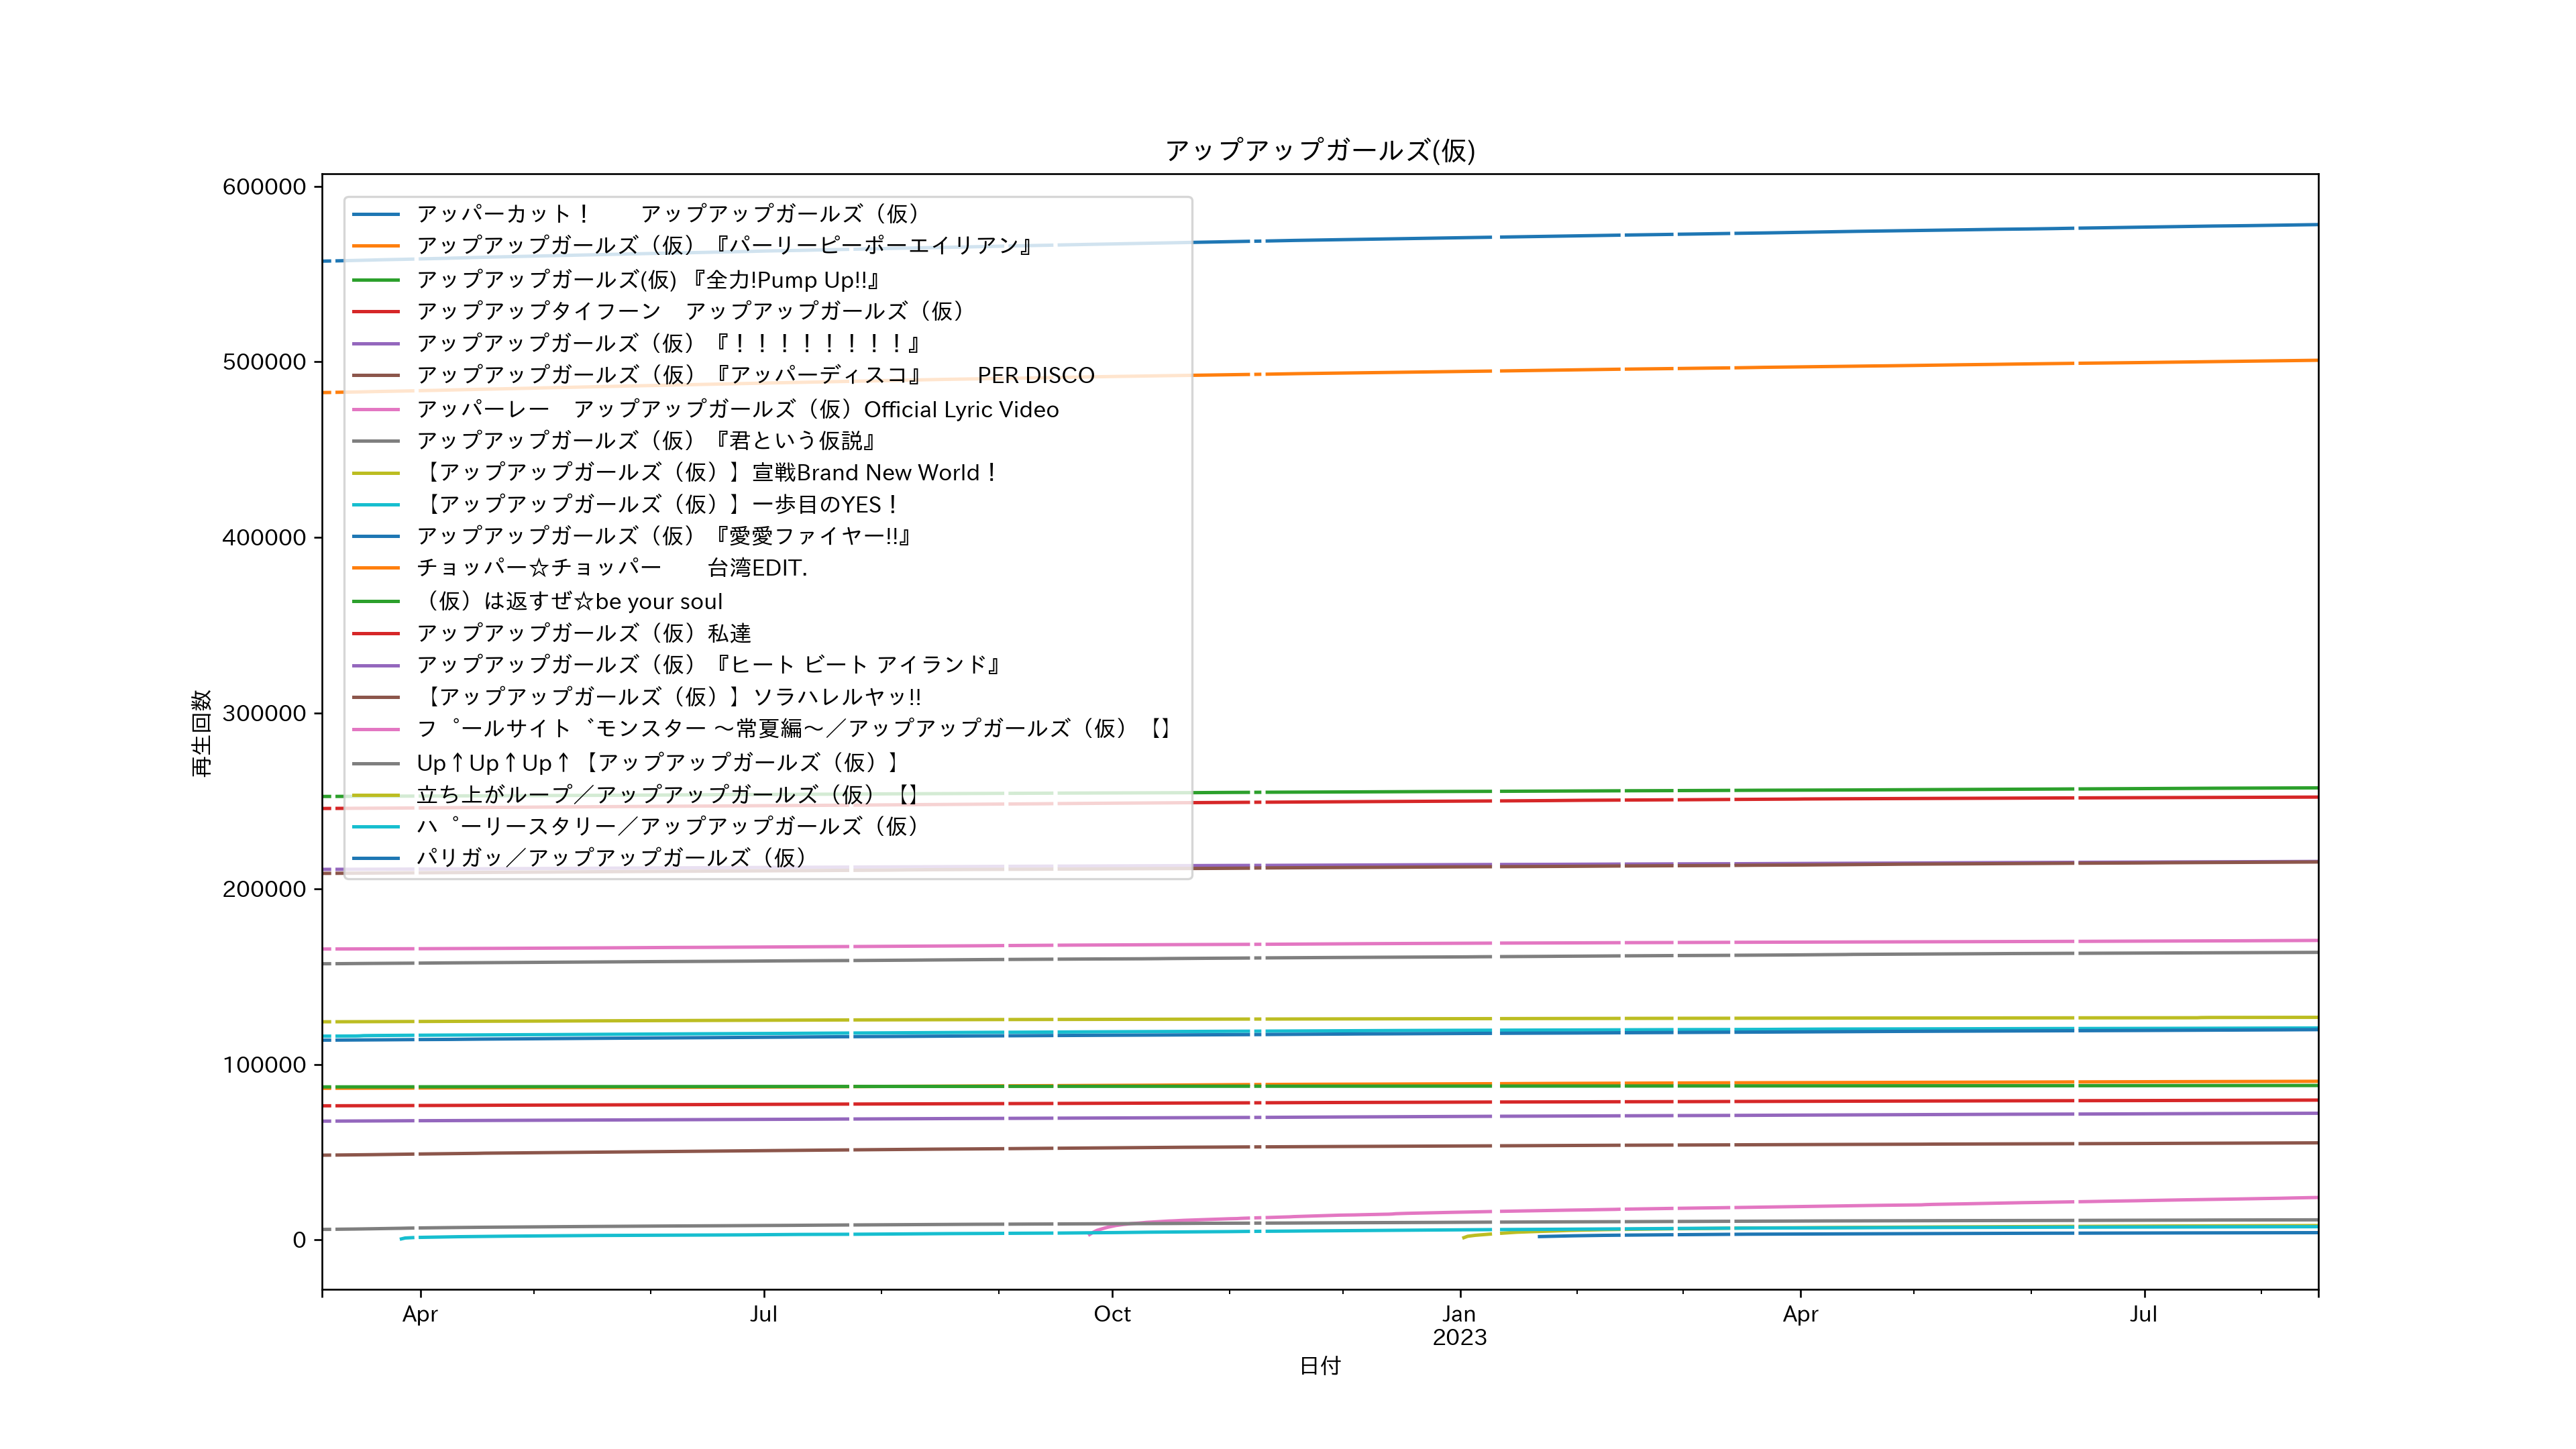 アップアップガールズ(仮)
600000
500000
400000
300000
200000
100000
0
再生回数
アッパーカット！　　アップアップガールズ（仮）
アップアップガールズ（仮）『パーリーピーポーエイリアン』
アップアップガールズ(仮) 『全力!Pump Up!!』
アップアップタイフーン　アップアップガールズ（仮）
アップアップガールズ（仮）『！！！！！！！！』
アップアップガールズ（仮）『アッパーディスコ』　　PER DISCO
アッパーレー　アップアップガールズ（仮）Official Lyric Video
アップアップガールズ（仮）『君という仮説』
【アップアップガールズ（仮）】宣戦Brand New World！
【アップアップガールズ（仮）】一歩目のYES！
アップアップガールズ（仮）『愛愛ファイヤー!!』
チョッパー☆チョッパー　　台湾EDIT.
（仮）は返すぜ☆be your soul
アップアップガールズ（仮）私達
アップアップガールズ（仮）『ヒート ビート アイランド』
【アップアップガールズ（仮）】ソラハレルヤッ!!
フ゜ールサイト゛モンスター 〜常夏編〜／アップアップガールズ（仮）【】
Up↑Up↑Up↑【アップアップガールズ（仮）】
立ち上がループ／アップアップガールズ（仮）【】
ハ゜ーリースタリー／アップアップガールズ（仮）
パリガッ／アップアップガールズ（仮）
Apr
Jul
Oct
Jan
2023
Apr
Jul
日付